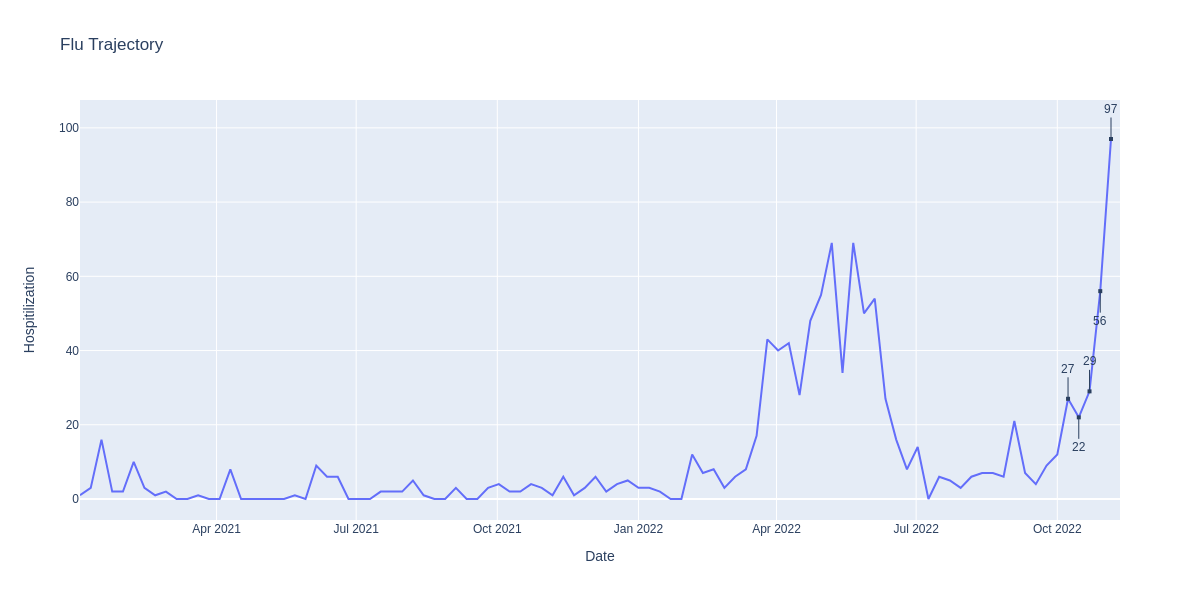 Flu Trajectory
97
100
80
60
56
40
29
27
22
20
0
Hospitilization
Apr 2021
Jul 2021
Oct 2021
Jan 2022
Apr 2022
Jul 2022
Oct 2022
Date